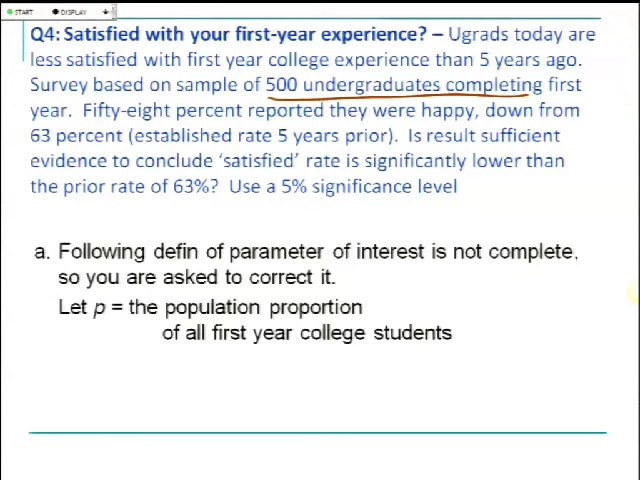 START DISPLAY
Q4: Satisfied with your first-year experience? – Ugrads today are
less satisfied with first year college experience than 5 years ago.
Survey based on sample of 500 undergraduates completing first
year. Fifty-eight percent reported they were happy, down from
63 percent (established rate 5 years prior). Is result sufficient
evidence to conclude ‘satisfied’ rate is significantly lower than
the prior rate of 63%? Use a 5% significance level
a. Following defin of parameter of interest is not complete,
so you are asked to correct it.
Let p = the population proportion
of all first year college students